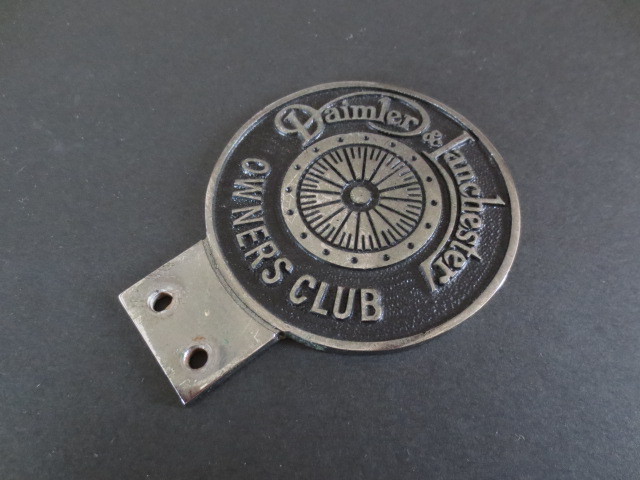 Daimler & Lanchester
OWNERS CLUB